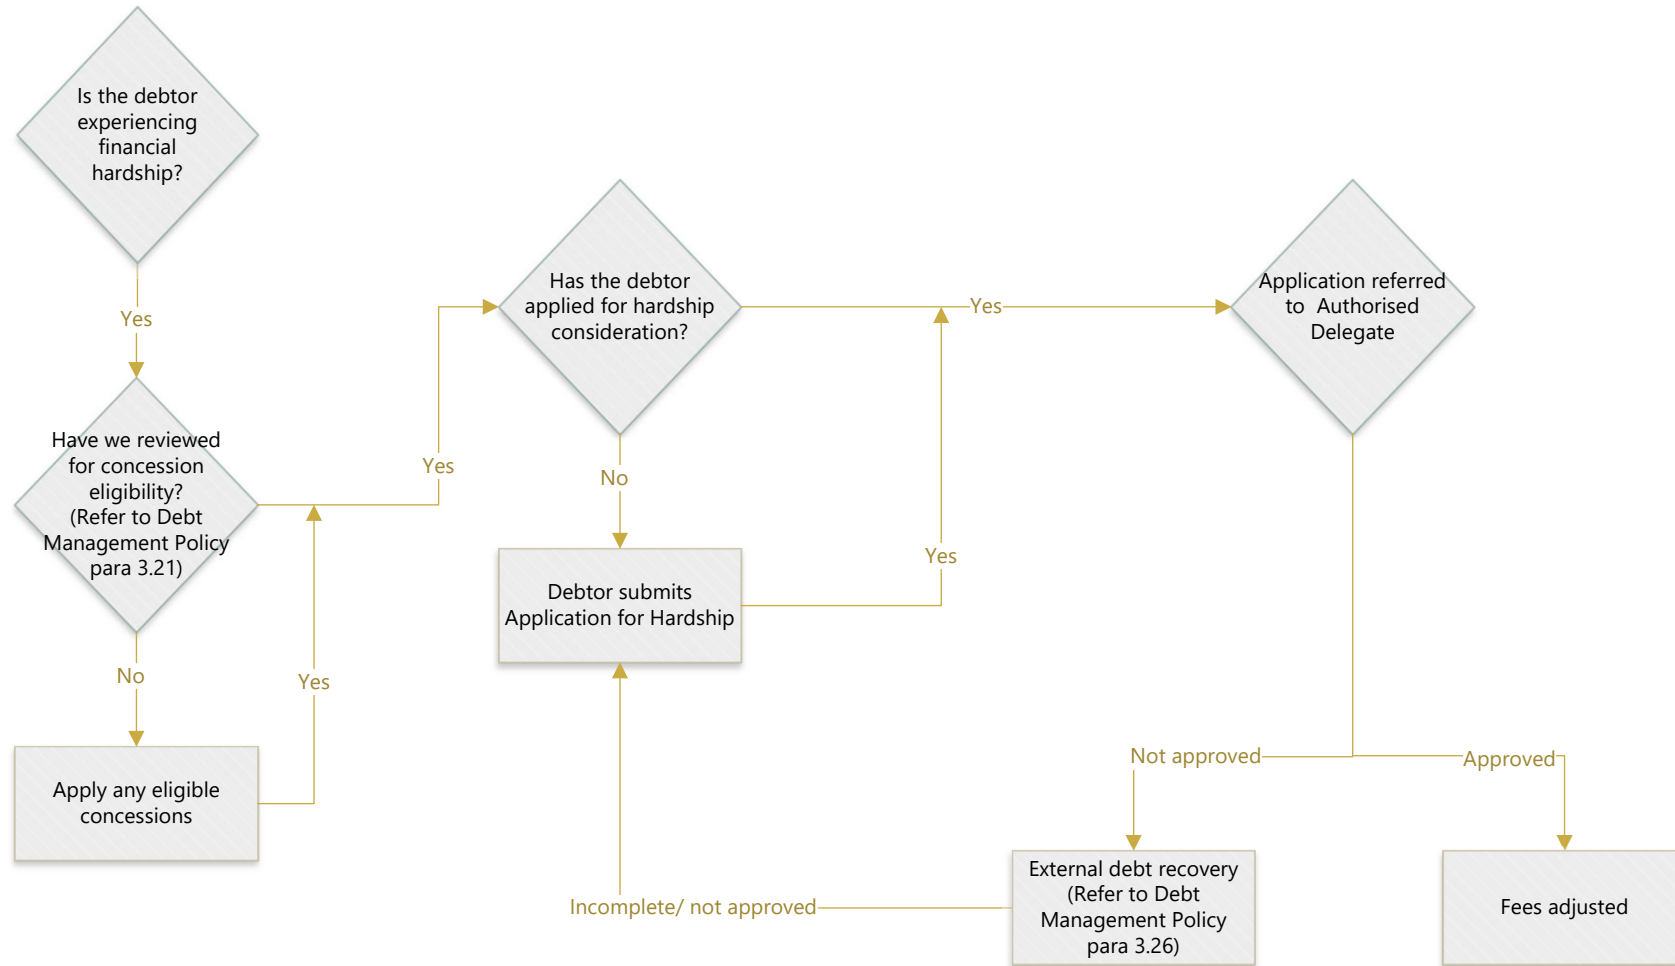 Is the debtor
experiencing
financial
hardship?
Yes
Have we reviewed
for concession
eligibility?
(Refer to Debt
Management Policy
para 3.21)
No
Apply any eligible
concessions
Yes
Yes
Has the debtor
applied for hardship
consideration?
No
Debtor submits
Application for Hardship
Yes
Yes
Application referred
to Authorised
Delegate
Not approved
Approved
External debt recovery
(Refer to Debt
Management Policy
para 3.26)
Incomplete/ not approved
Fees adjusted